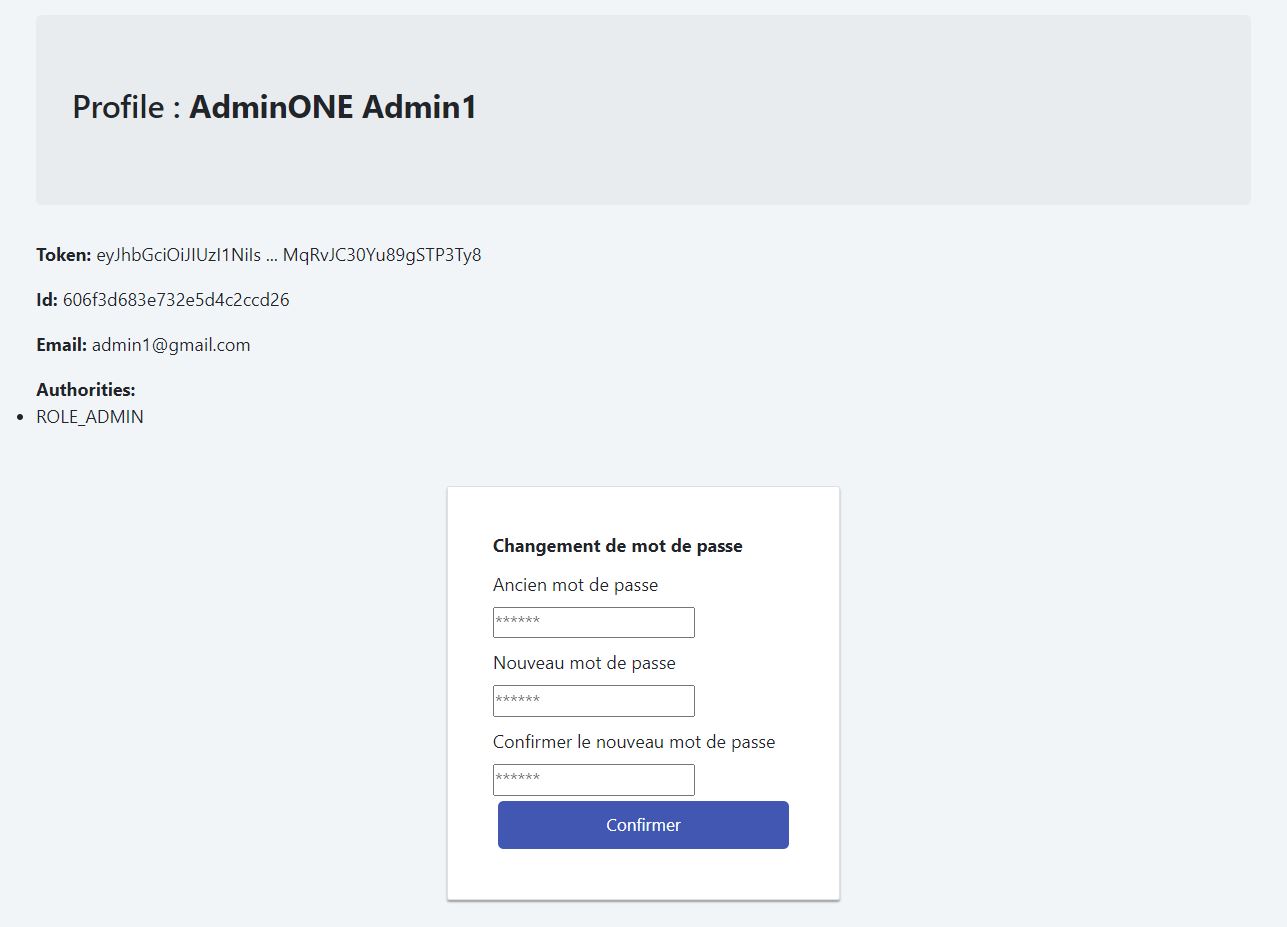 Profile : AdminONE Admin1
Token: eyJhbGciOiJIUzI1NiIs ... MqRvJC30Yu89gSTP3Ty8
Id: 606f3d683e732e5d4c2ccd26
Email: admin1@gmail.com
Authorities:
• ROLE_ADMIN
Changement de mot de passe
Ancien mot de passe
******
Nouveau mot de passe
******
Confirmer le nouveau mot de passe
******
Confirmer